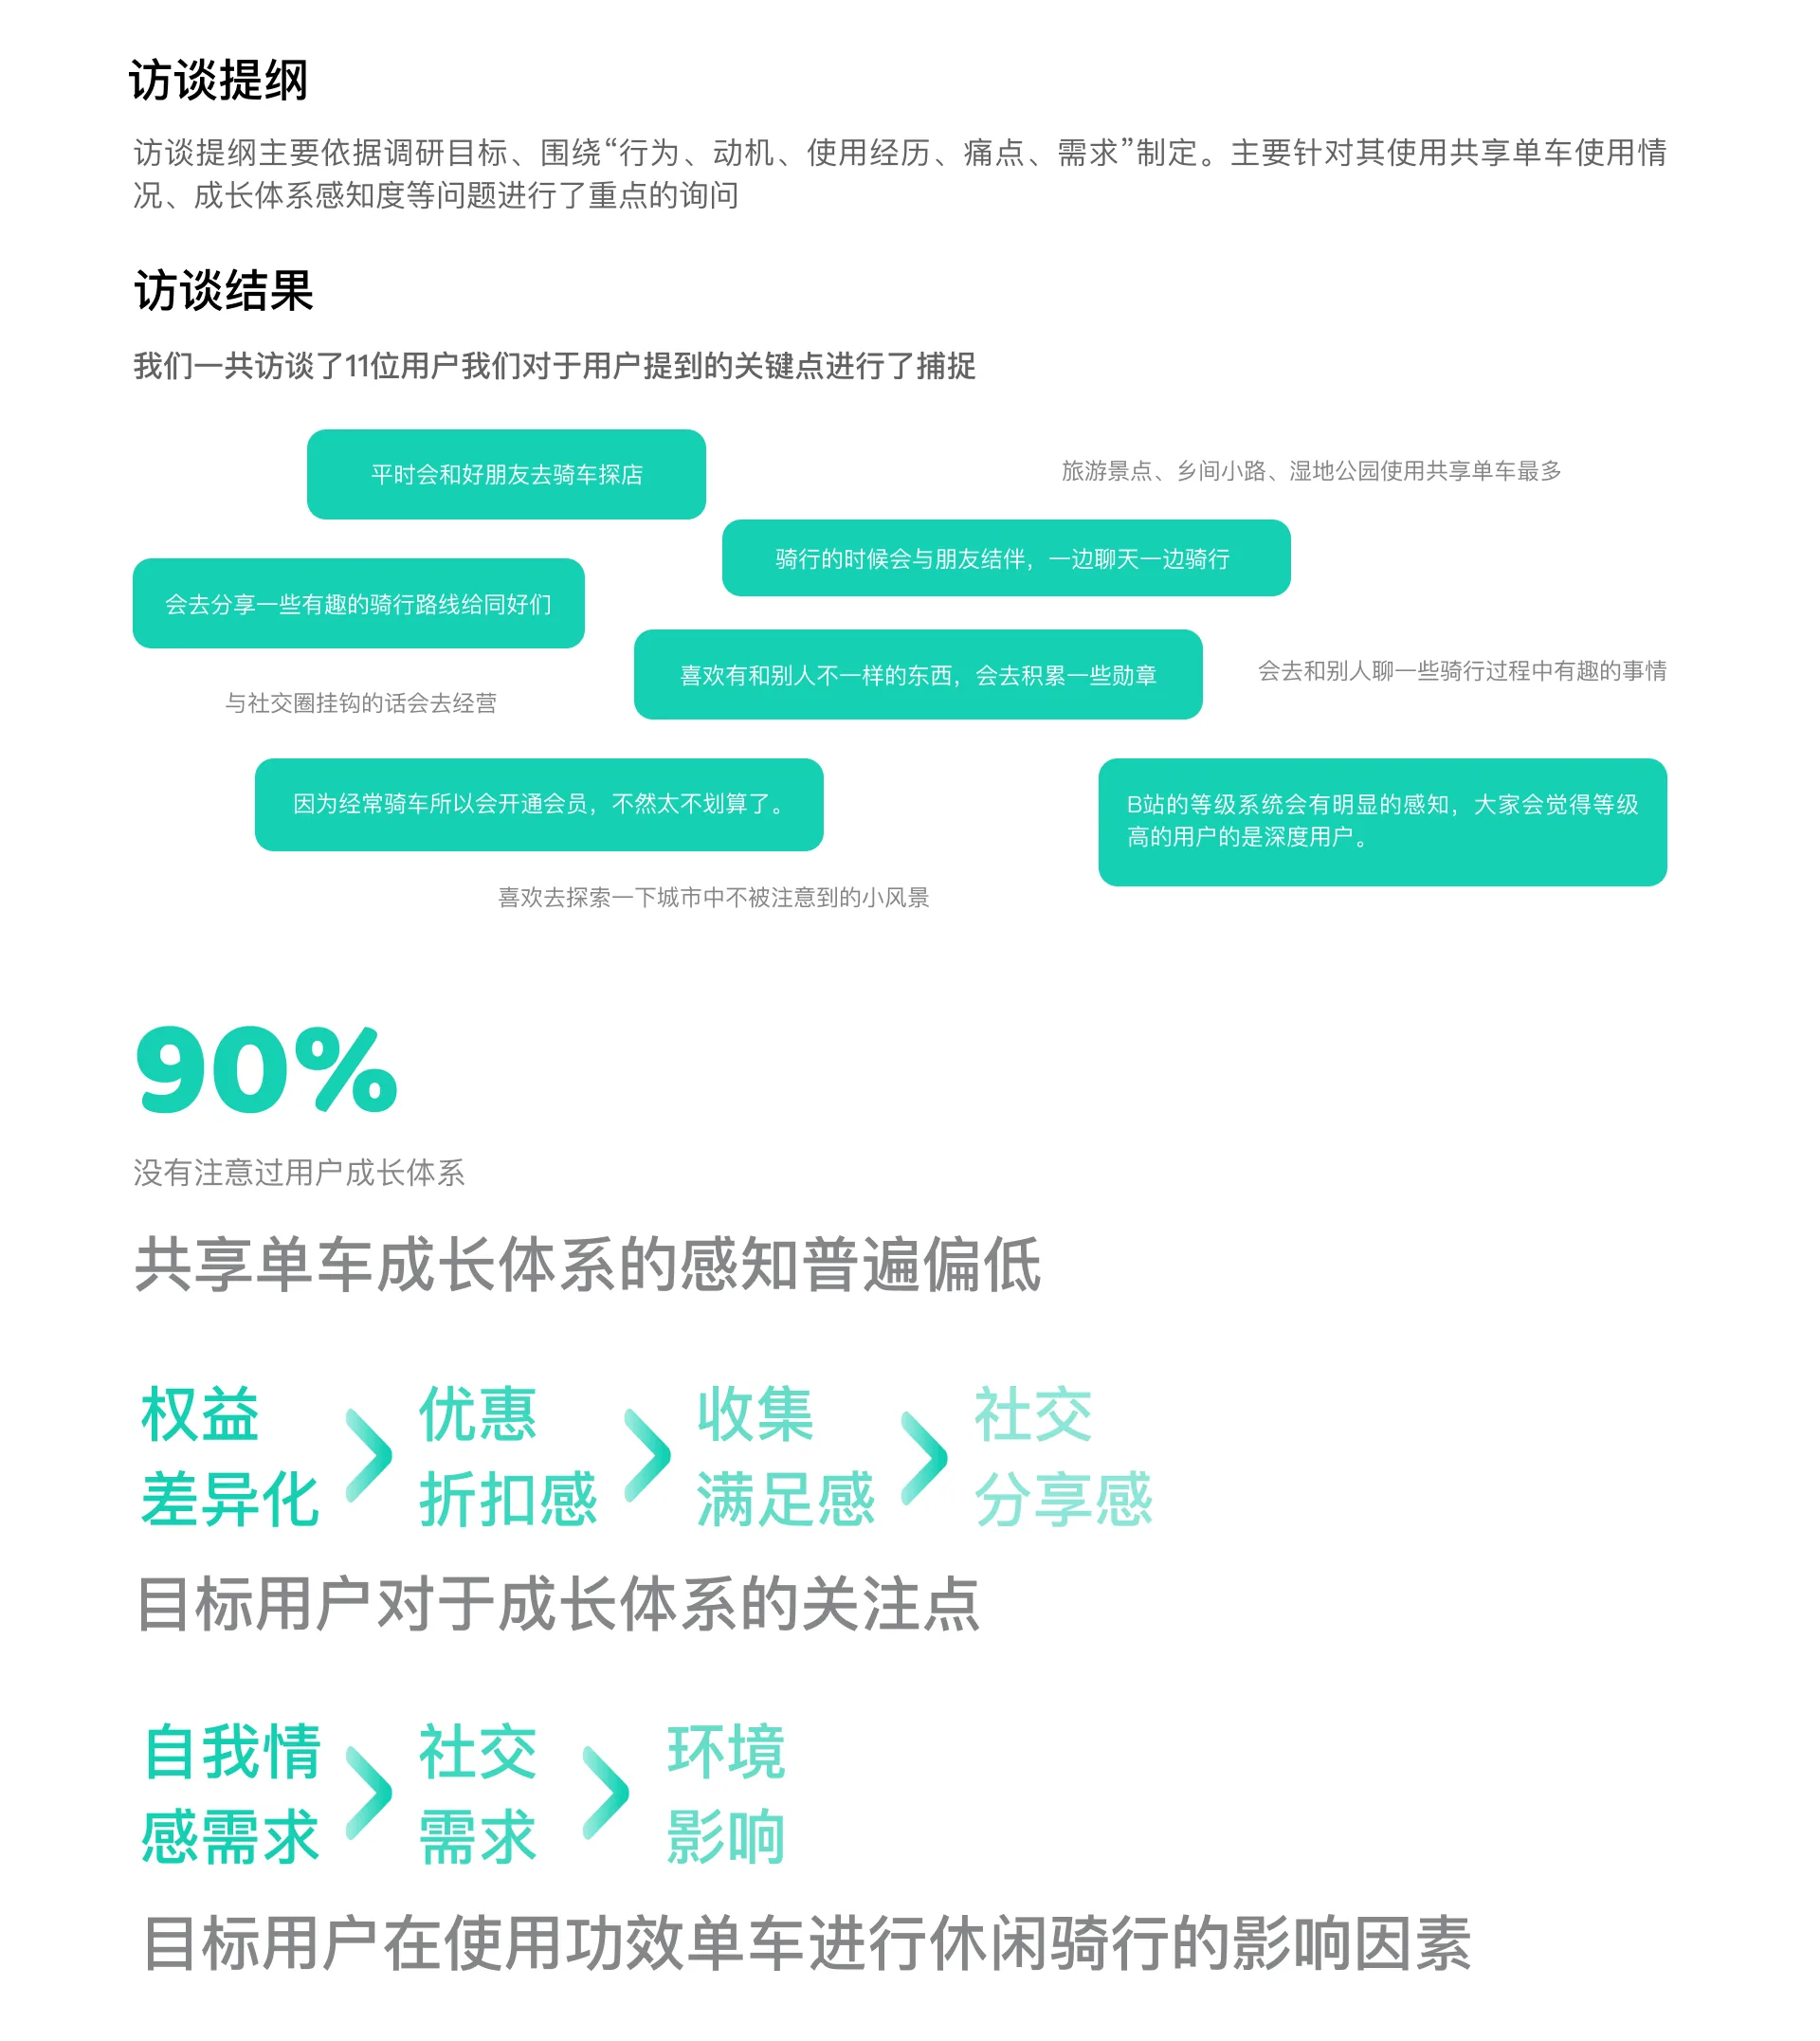 访谈提纲
访谈提纲主要依据调研目标、围绕“行为、动机、使用经历、痛点、需求”制定。主要针对其使用共享单车使用情
况、成长体系感知度等问题进行了重点的询问
访谈结果
我们一共访谈了11位用户我们对于用户提到的关键点进行了捕捉
平时会和好朋友去骑车探店
旅游景点、乡间小路、湿地公园使用共享单车最多
骑行的时候会与朋友结伴，一边聊天一边骑行
会去分享一些有趣的骑行路线给同好们
喜欢有和别人不一样的东西，会去积累一些勋章
会去和别人聊一些骑行过程中有趣的事情
与社交圈挂钩的话会去经营
因为经常骑车所以会开通会员，不然太不划算了。
B站的等级系统会有明显的感知，大家会觉得等级
高的用户的是深度用户。
喜欢去探索一下城市中不被注意到的小风景
90%
没有注意过用户成长体系
共享单车成长体系的感知普遍偏低
权益
差异化
优惠
折扣感
收集
满足感
社交
分享感
目标用户对于成长体系的关注点
自我情
感需求
社交
需求
环境
影响
目标用户在使用功效单车进行休闲骑行的影响因素